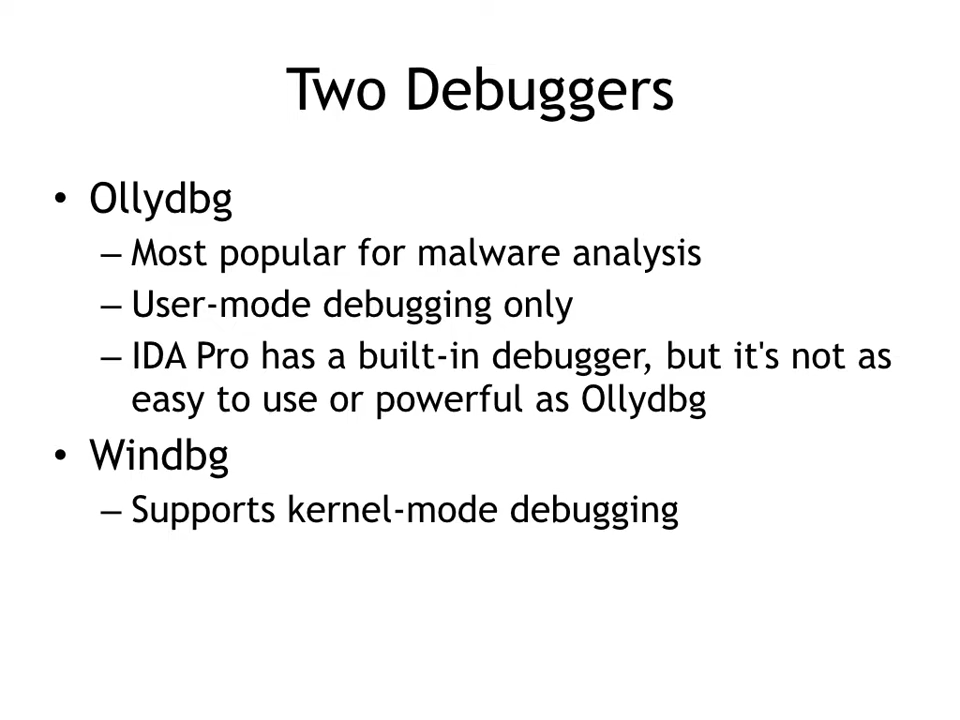 Two Debuggers
• Ollydbg
– Most popular for malware analysis
– User-mode debugging only
– IDA Pro has a built-in debugger, but it's not as
easy to use or powerful as Ollydbg
• Windbg
– Supports kernel-mode debugging